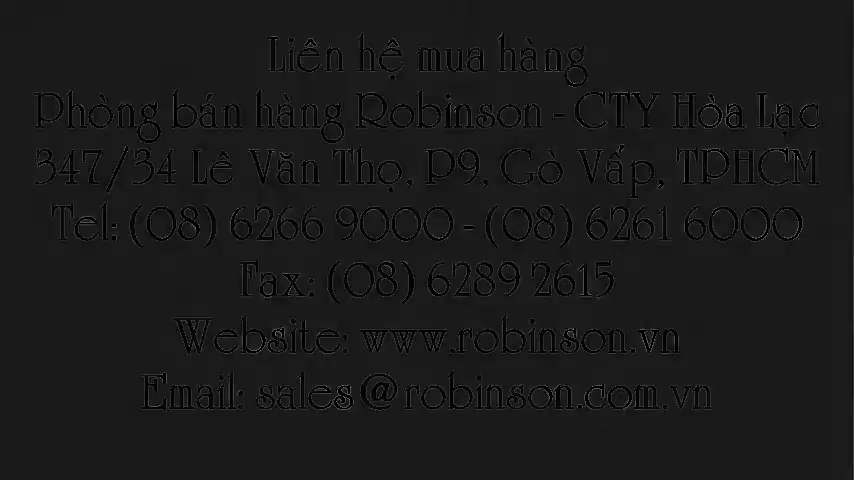 Liên hệ mua hàng
Phòng bán hàng Robinson - CTY Hòa Lạc
347/34 Lê Văn Thọ, P9, Gò Vấp, TPHCM
Tel: (08) 6266 9000 - (08) 6261 6000
Fax: (08) 6289 2615
Website: www.robinson.vn
Email: sales@robinson.com.vn